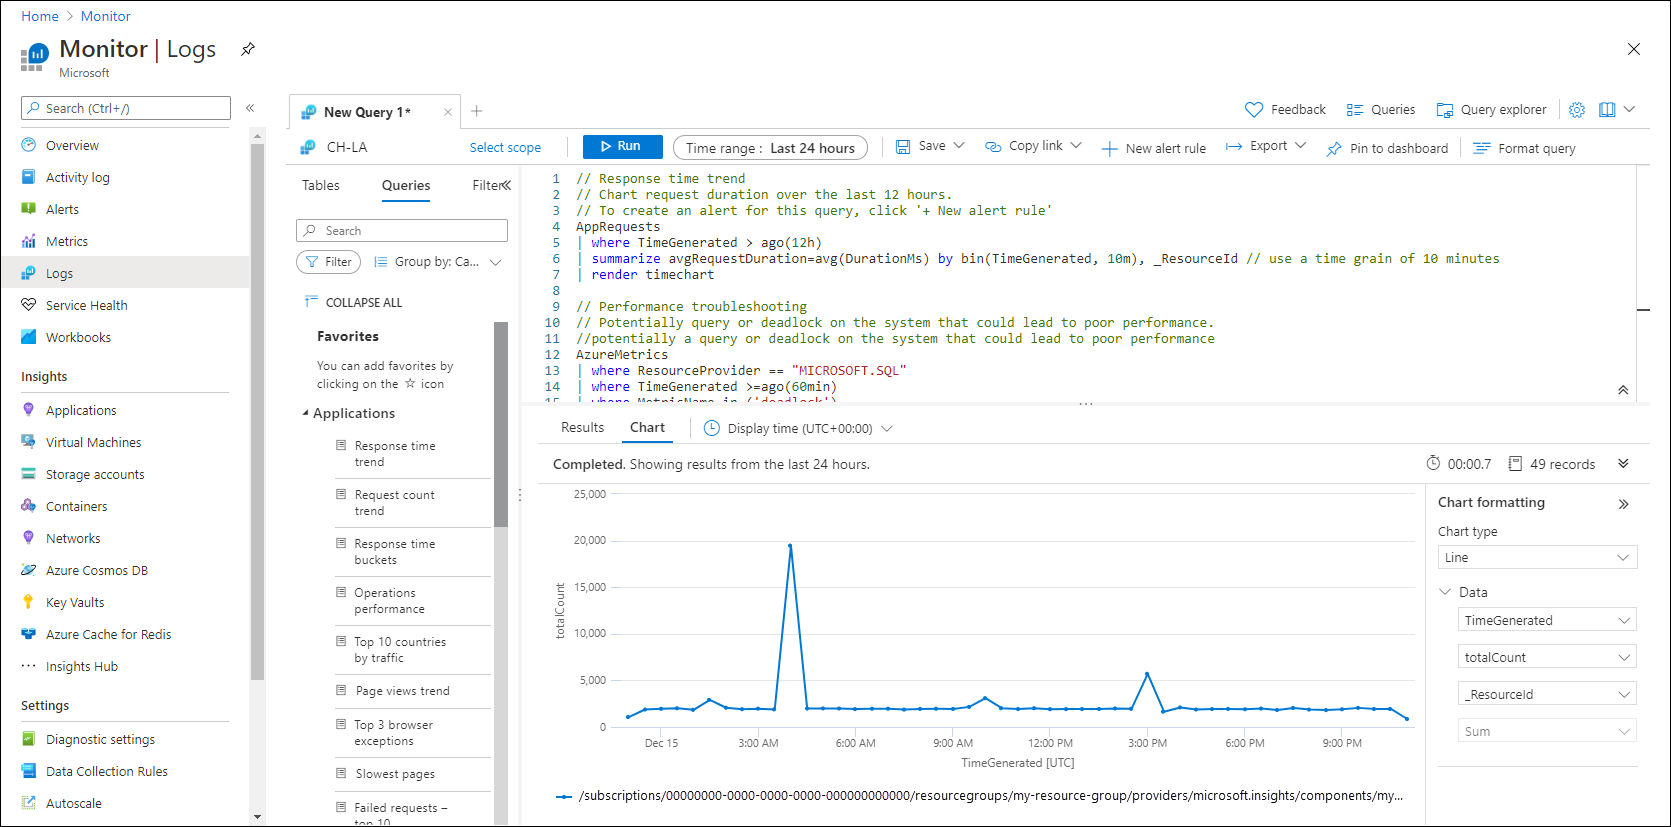 Home > Monitor
Monitor | Logs
Microsoft
Search (Ctrl+/)
Overview
Activity log
Alerts
Metrics
Logs
Service Health
Workbooks
Insights
Applications
Virtual Machines
Storage accounts
Containers
Networks
Azure Cosmos DB
Key Vaults
Azure Cache for Redis
Insights Hub
Settings
Diagnostic settings
Data Collection Rules
Autoscale
New Query 1*
Feedback
Queries
Query explorer
CH-LA
Select scope
Run
Time range : Last 24 hours
Save
Copy link
New alert rule
Export
Pin to dashboard
Format query
Tables
Queries
Filter
Search
Filter
Group by: Ca...
COLLAPSE ALL
Favorites
You can add favorites by
clicking on the ☆ icon
Applications
Response time
trend
Request count
trend
Response time
buckets
Operations
performance
Top 10 countries
by traffic
Page views trend
Top 3 browser
exceptions
Slowest pages
Failed requests –
top 10
1 // Response time trend
2 // Chart request duration over the last 12 hours.
3 // To create an alert for this query, click '+ New alert rule'
4 AppRequests
5 | where TimeGenerated > ago(12h)
6 | summarize avgRequestDuration=avg(DurationMs) by bin(TimeGenerated, 10m), _ResourceId // use a time grain of 10 minutes
7 | render timechart
8
9 // Performance troubleshooting
10 // Potentially query or deadlock on the system that could lead to poor performance.
11 //potentially a query or deadlock on the system that could lead to poor performance
12 AzureMetrics
13 | where ResourceProvider == "MICROSOFT.SQL"
14 | where TimeGenerated >=ago(60min)
15 | where MetricName in ('deadlock')
Results
Chart
Display time (UTC+00:00)
Completed. Showing results from the last 24 hours.
00:00.7
49 records
25,000
20,000
15,000
10,000
5,000
0
totalCount
Dec 15
3:00 AM
6:00 AM
9:00 AM
12:00 PM
3:00 PM
6:00 PM
9:00 PM
TimeGenerated [UTC]
/subscriptions/00000000-0000-0000-0000-000000000000/resourcegroups/my-resource-group/providers/microsoft.insights/components/my...
Chart formatting
Chart type
Line
Data
TimeGenerated
totalCount
_ResourceId
Sum